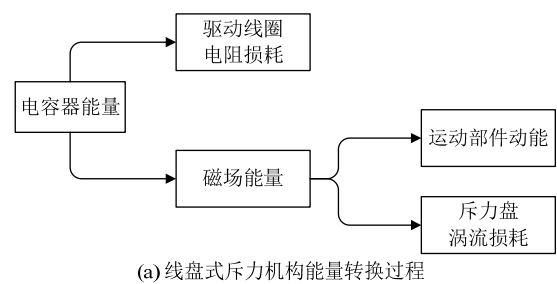 驱动线圈
电阻损耗
电容器能量
运动部件动能
磁场能量
斥力盘
涡流损耗
(a)线盘式斥力机构能量转换过程